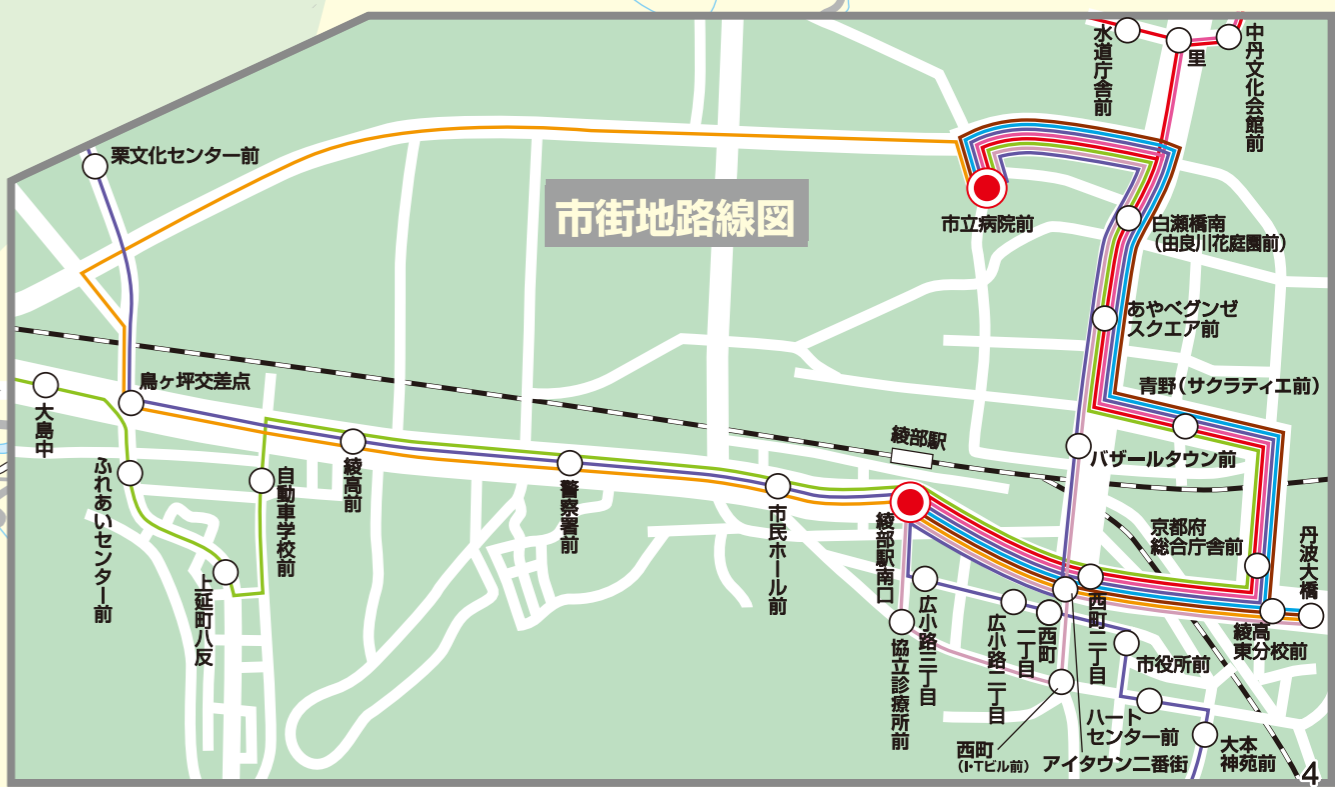 水道庁舎前
里
中丹文化会館前
栗文化センター前
市街地路線図
市立病院前
白瀬橋南
(由良川花庭園前)
あやべグンゼ
スクエア前
青野(サクラティエ前)
鳥ヶ坪交差点
大島中
ふれあいセンター前
自動車学校前
上延町八反
綾高前
警察署前
市民ホール前
綾部駅
綾部駅南口
バザールタウン前
京都府
総合庁舎前
丹波大橋
綾高
東分校前
協立診療所前
広小路三丁目
広小路二丁目
西町
一丁目
西町二丁目
市役所前
ハート
センター前
大本
神苑前
西町
(I・Tビル前)
アイタウン二番街
4